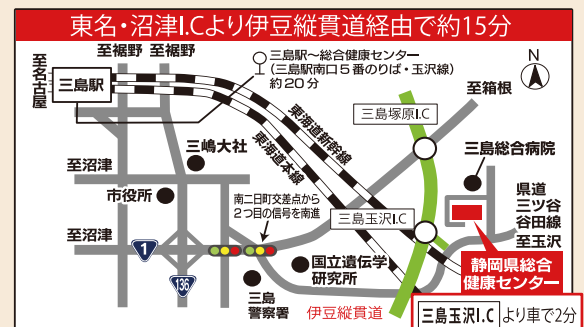 東名・沼津I.Cより伊豆縦貫道経由で約15分
至裾野
至裾野
至名古屋
三島駅
三島駅~総合健康センター
(三島駅南口5番のりば・玉沢線)
約20分
N
至箱根
東海道新幹線
東海道本線
三島塚原I.C
三嶋大社
三島総合病院
至沼津
市役所
南二日町交差点から
2つ目の信号を南進
三島玉沢I.C
県道
三ツ谷
谷田線
至玉沢
至沼津
1
136
国立遺伝学
研究所
三島
警察署
伊豆縦貫道
静岡県総合
健康センター
三島玉沢I.C より車で2分